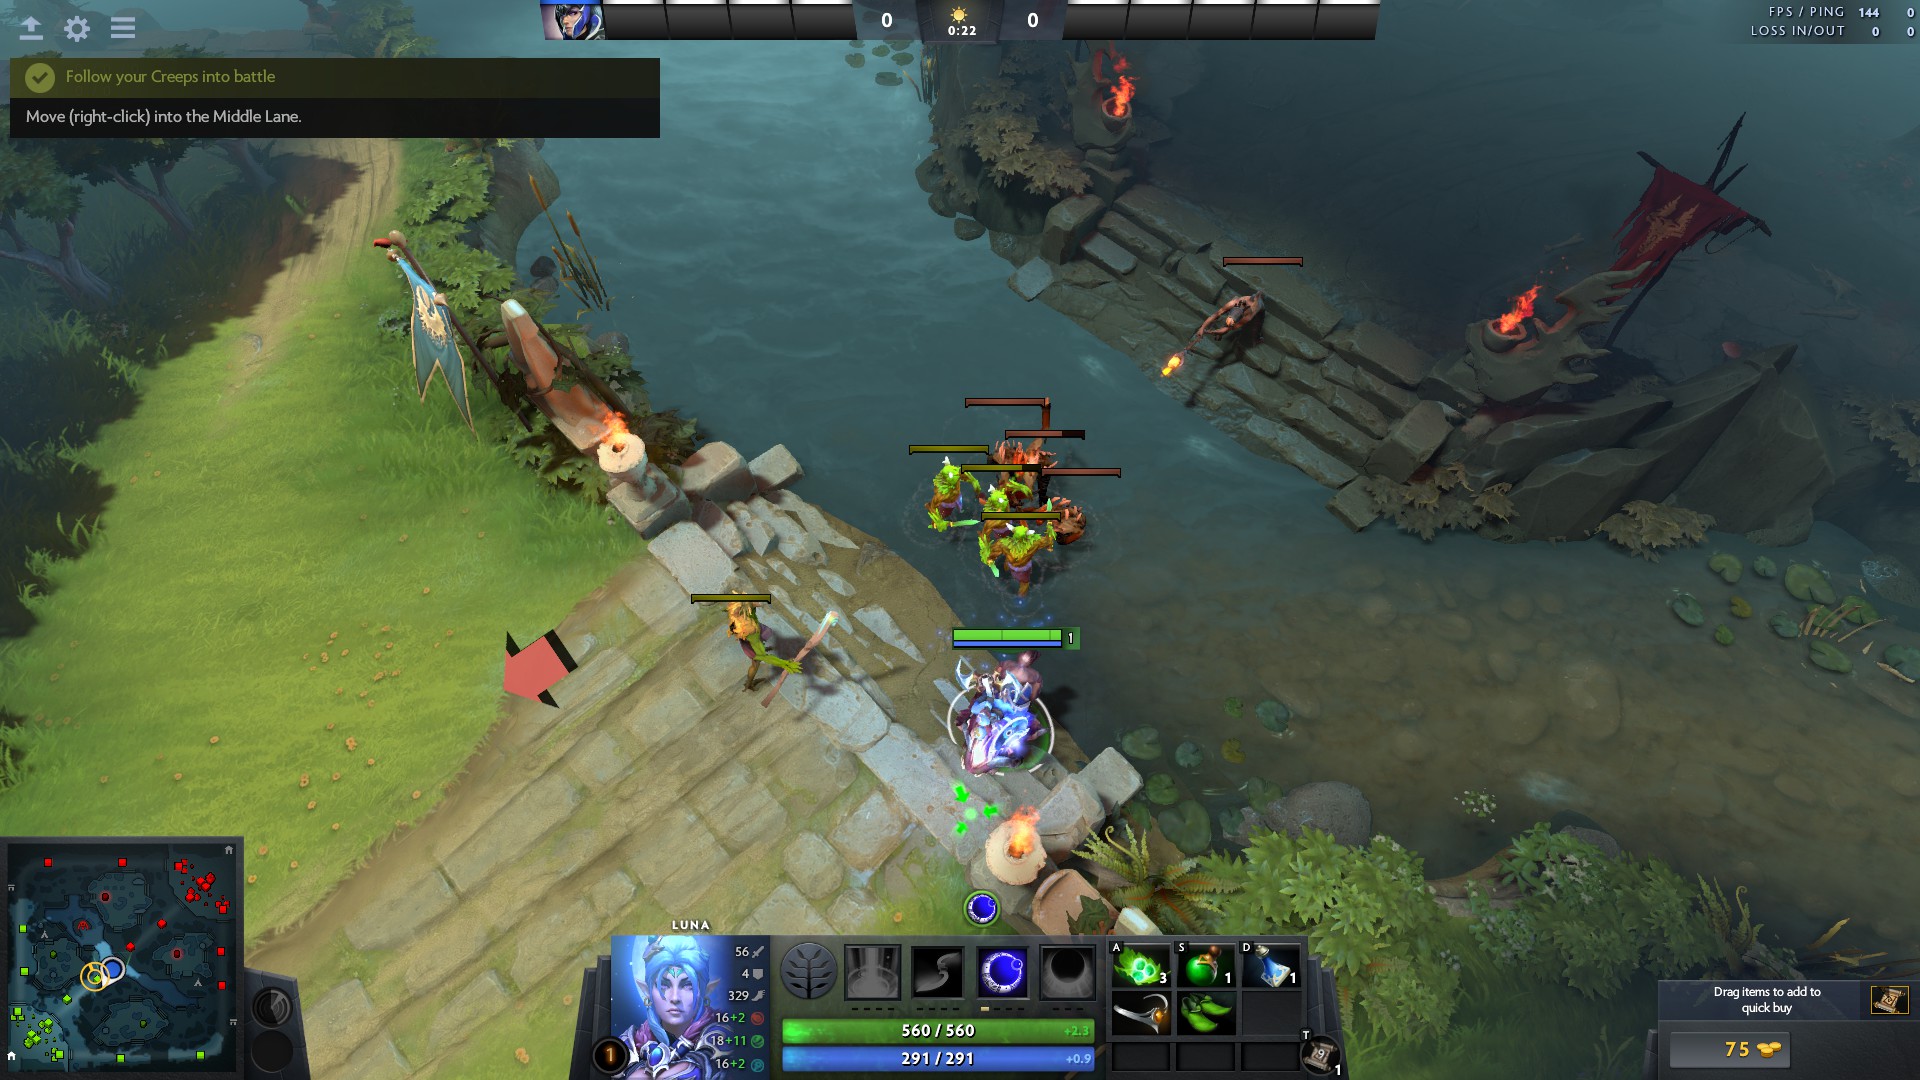 0
0:22
0
FPS / PING 144 0
LOSS IN/OUT 0 0
Follow your Creeps into battle
Move (right-click) into the Middle Lane.
1
LUNA
56
4
329
16+2
18+11
16+2
1
560 / 560
+2.3
291 / 291
+0.9
A
3
S
1
D
1
T
1
Drag items to add to
quick buy
75